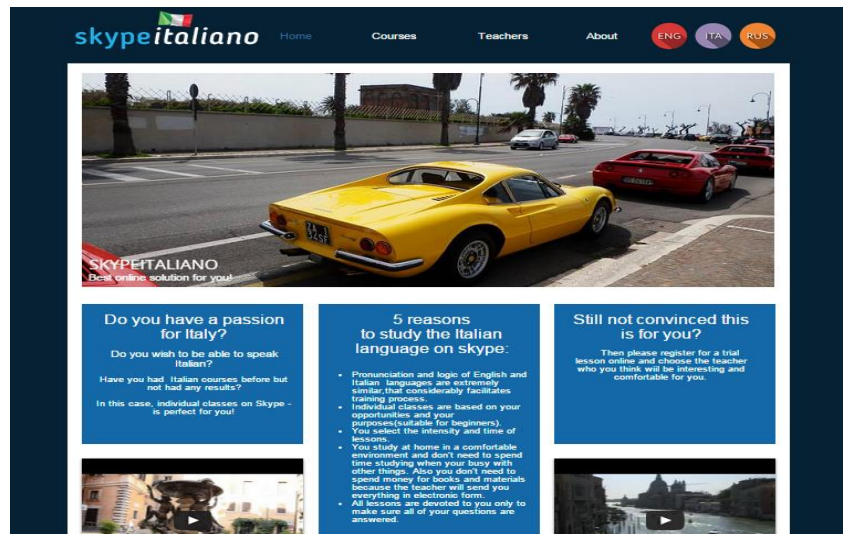 skypeitaliano
Home
Courses
Teachers
About
ENG
ITA
RUS
SKYPEITALIANO
Best online solution for you!
Do you have a passion
for Italy?
Do you wish to be able to speak
Italian?
Have you had Italian courses before but
not had any results?
In this case, individual classes on Skype -
is perfect for you!
5 reasons
to study the Italian
language on skype:
Pronunciation and logic of English and
Italian languages are extremely
similar,that considerably facilitates
training process.
Individual classes are based on your
opportunities and your
purposes(suitable for beginners).
You select the intensity and time of
lessons.
You study at home in a comfortable
environment and don't need to spend
time studying when your busy with
other things. Also you don't need to
spend money for books and materials
because the teacher will send you
everything in electronic form.
All lessons are devoted to you only to
make sure all of your questions are
answered.
Still not convinced this
is for you?
Then please register for a trial
lesson online and choose the teacher
who you think wiil be interesting and
comfortable for you.